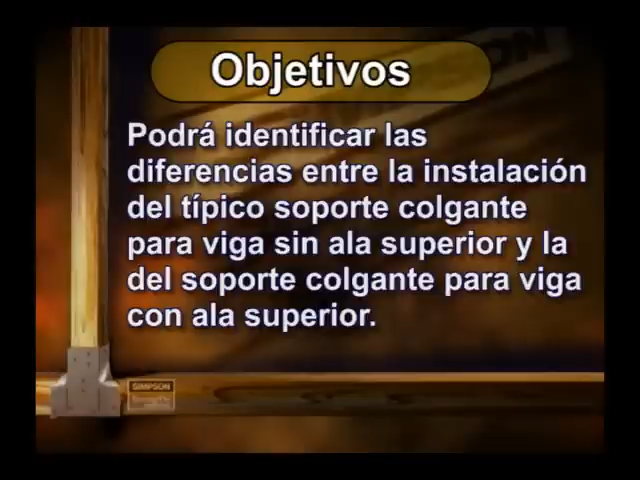 Objetivos
Podrá identificar las
diferencias entre la instalación
del típico soporte colgante
para viga sin ala superior y la
del soporte colgante para viga
con ala superior.
SIMPSON